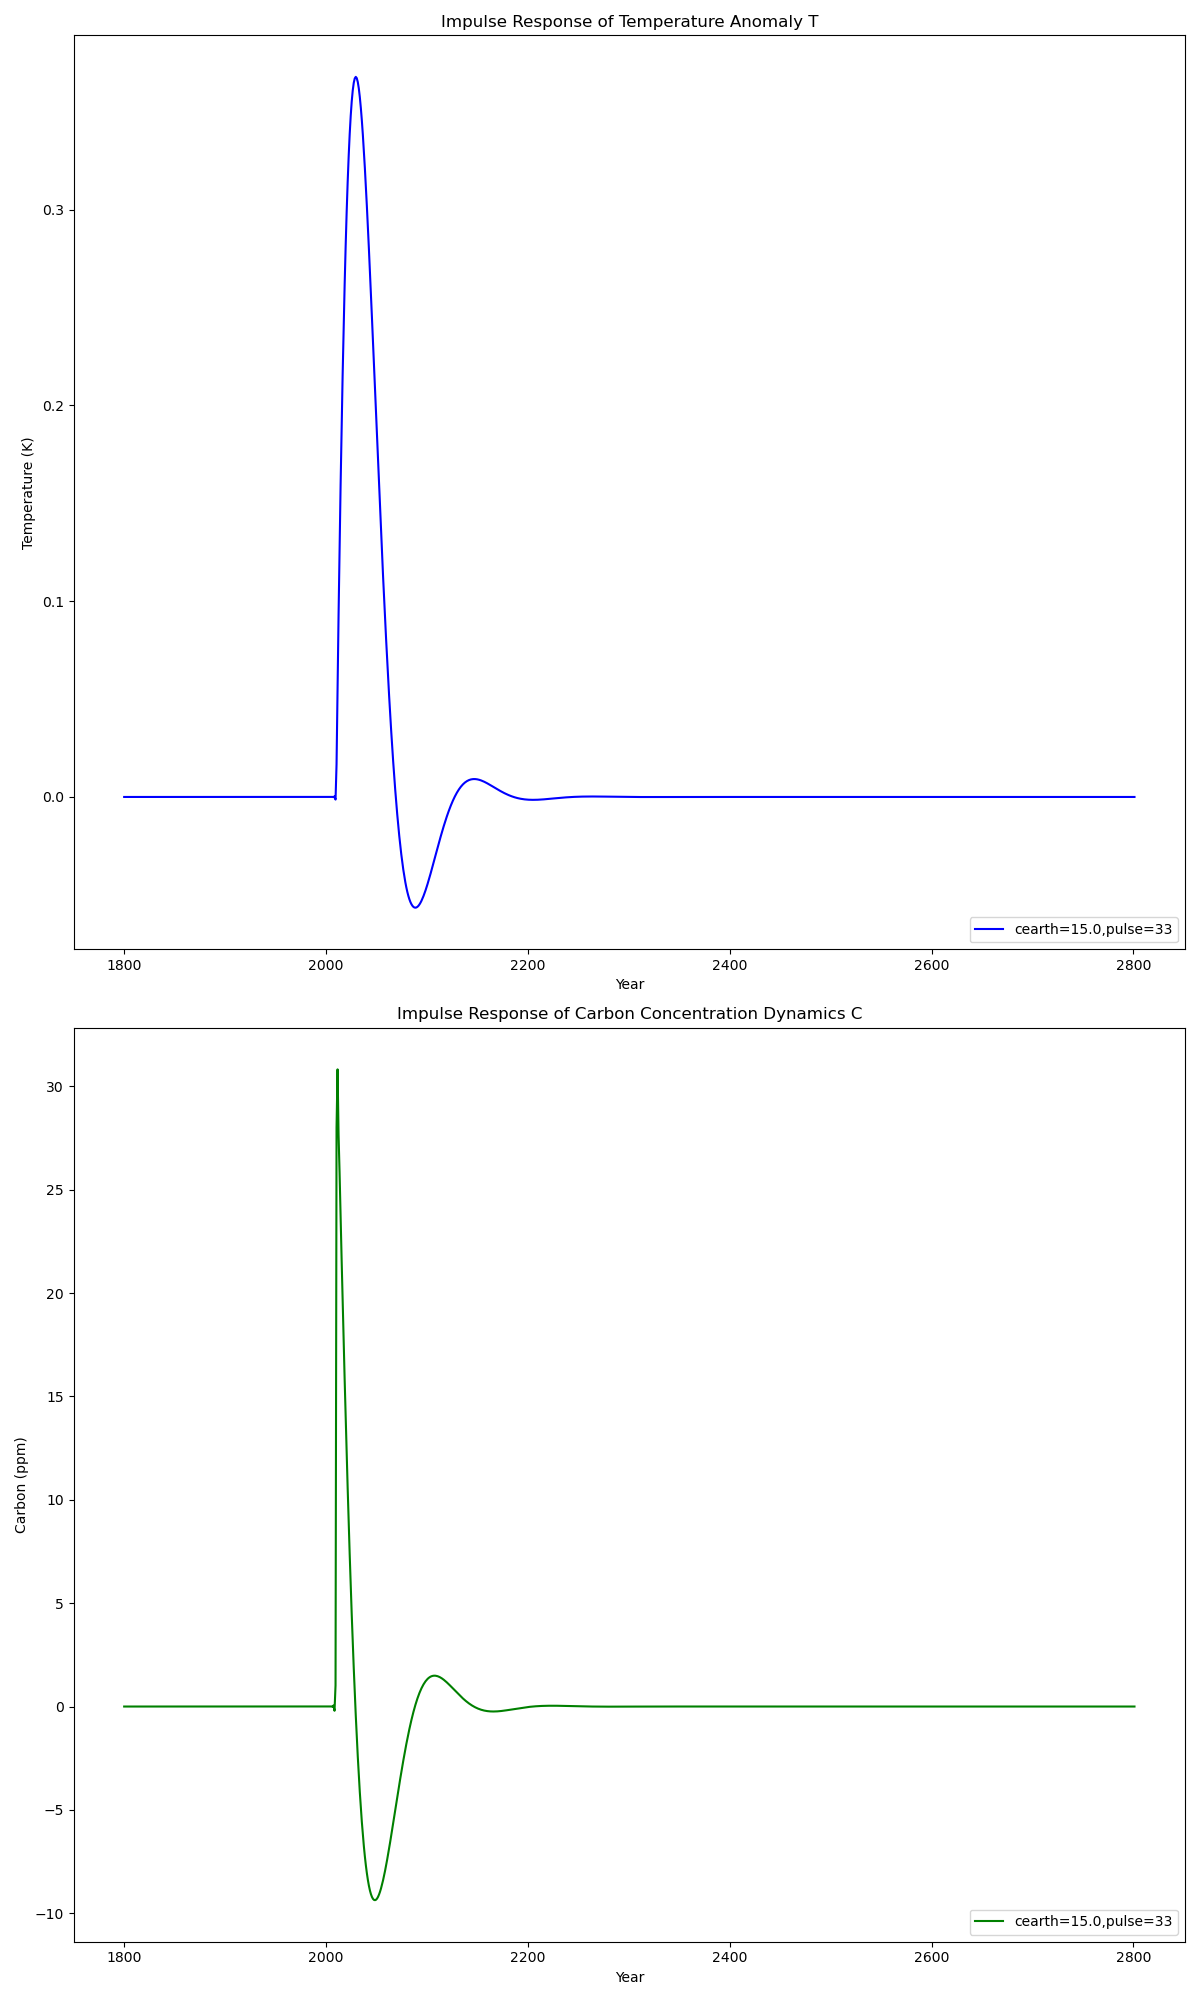 Impulse Response of Temperature Anomaly T
0.3
0.2
0.1
0.0
Temperature (K)
cearth=15.0,pulse=33
1800 2000 2200 2400 2600 2800
Year
Impulse Response of Carbon Concentration Dynamics C
30
25
20
15
10
5
0
−5
−10
Carbon (ppm)
cearth=15.0,pulse=33
1800 2000 2200 2400 2600 2800
Year